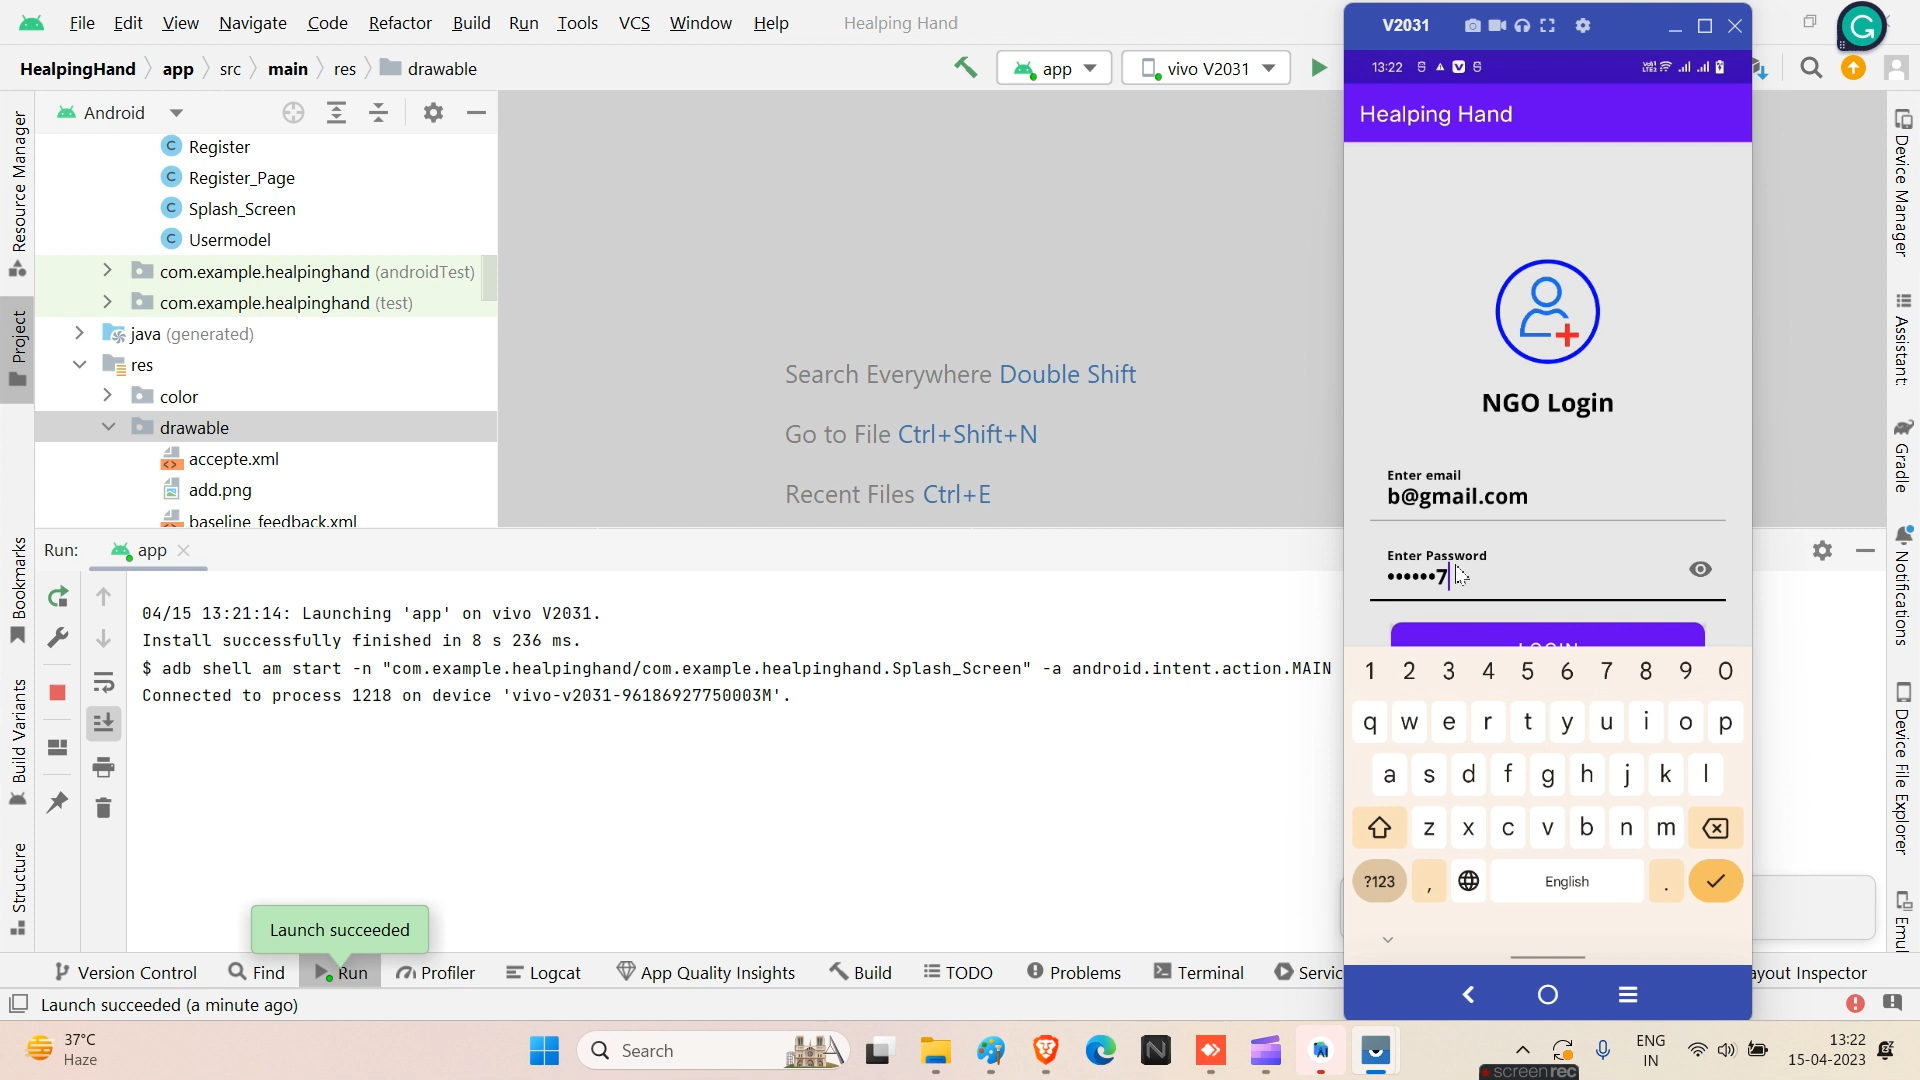 File Edit View Navigate Code Refactor Build Run Tools VCS Window Help Healping Hand
HealpingHand app src main res drawable
app
vivo V2031
Android
Resource Manager
Project
Bookmarks
Build Variants
Structure
Register
Register_Page
Splash_Screen
Usermodel
com.example.healpinghand (androidTest)
com.example.healpinghand (test)
java (generated)
res
color
drawable
accepte.xml
add.png
baseline_feedback.xml
Search Everywhere Double Shift
Go to File Ctrl+Shift+N
Recent Files Ctrl+E
Run: app
04/15 13:21:14: Launching 'app' on vivo V2031.
Install successfully finished in 8 s 236 ms.
$ adb shell am start -n "com.example.healpinghand/com.example.healpinghand.Splash_Screen" -a android.intent.action.MAIN
Connected to process 1218 on device 'vivo-v2031-96186927750003M'.
Launch succeeded
Version Control Find Run Profiler Logcat App Quality Insights Build TODO Problems Terminal Servic
ayout Inspector
Launch succeeded (a minute ago)
V2031
13:22
Healping Hand
NGO Login
Enter email
b@gmail.com
Enter Password
••••••7
LOGIN
1 2 3 4 5 6 7 8 9 0
q w e r t y u i o p
a s d f g h j k l
z x c v b n m
?123 , English .
Device Manager
Assistant:
Gradle
Notifications
Device File Explorer
Emul
37°C
Haze
Search
screenrec
ENG
IN
13:22
15-04-2023